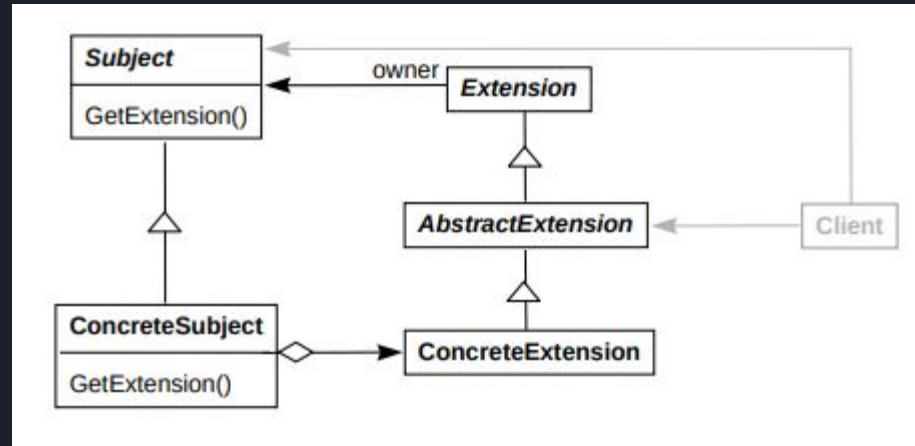 Subject
GetExtension()
owner
Extension
AbstractExtension
Client
ConcreteSubject
GetExtension()
ConcreteExtension